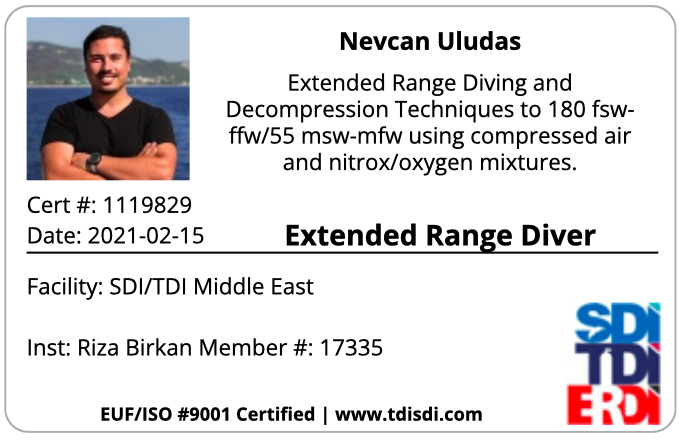 Nevcan Uludas
Extended Range Diving and
Decompression Techniques to 180 fsw-
ffw/55 msw-mfw using compressed air
and nitrox/oxygen mixtures.
Cert #: 1119829
Date: 2021-02-15
Extended Range Diver
Facility: SDI/TDI Middle East
Inst: Riza Birkan Member #: 17335
SDI
TDI
ERDI
EUF/ISO #9001 Certified | www.tdisdi.com